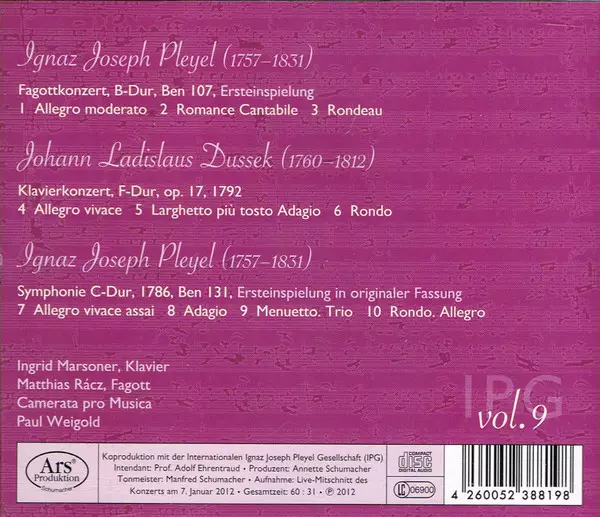 Ignaz Joseph Pleyel (1757–1831)
Fagottkonzert, B-Dur, Ben 107, Ersteinspielung
1 Allegro moderato 2 Romance Cantabile 3 Rondeau
Johann Ladislaus Dussek (1760–1812)
Klavierkonzert, F-Dur, op. 17, 1792
4 Allegro vivace 5 Larghetto più tosto Adagio 6 Rondo
Ignaz Joseph Pleyel (1757–1831)
Symphonie C-Dur, 1786, Ben 131, Ersteinspielung in originaler Fassung
7 Allegro vivace assai 8 Adagio 9 Menuetto. Trio 10 Rondo. Allegro
Ingrid Marsoner, Klavier
Matthias Rácz, Fagott
Camerata pro Musica
Paul Weigold
IPG
vol.9
Ars
Produktion
Schumacher
Koproduktion mit der Internationalen Ignaz Joseph Pleyel Gesellschaft (IPG)
Intendant: Prof. Adolf Ehrentraud • Produzent: Annette Schumacher
Tonmeister: Manfred Schumacher • Aufnahme: Live-Mitschnitt des
Konzerts am 7. Januar 2012 • Gesamtzeit: 60 : 31 • ℗ 2012
COMPACT
disc
DIGITAL AUDIO
LC 06900
4 260052 388198